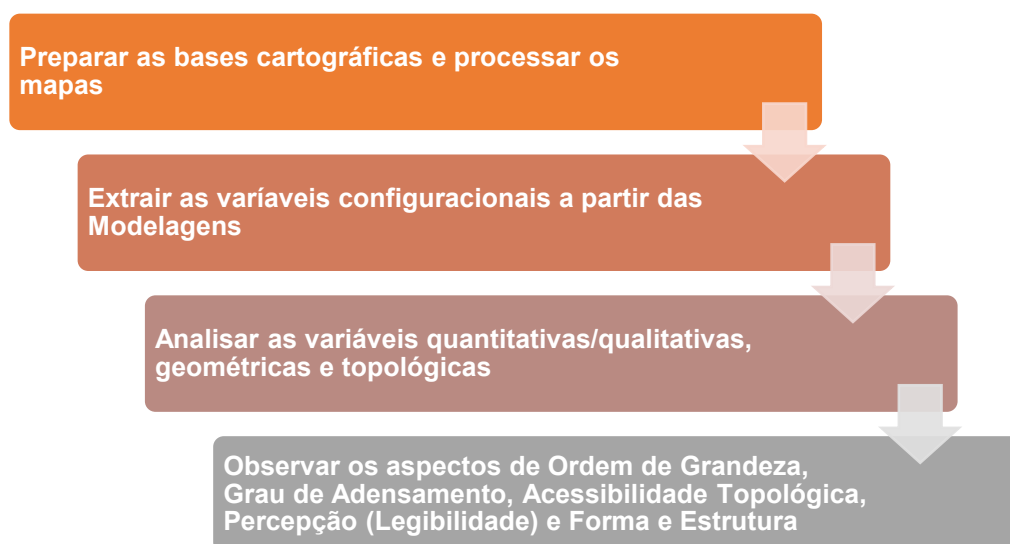 Preparar as bases cartográficas e processar os
mapas
Extrair as varíaveis configuracionais a partir das
Modelagens
Analisar as variáveis quantitativas/qualitativas,
geométricas e topológicas
Observar os aspectos de Ordem de Grandeza,
Grau de Adensamento, Acessibilidade Topológica,
Percepção (Legibilidade) e Forma e Estrutura